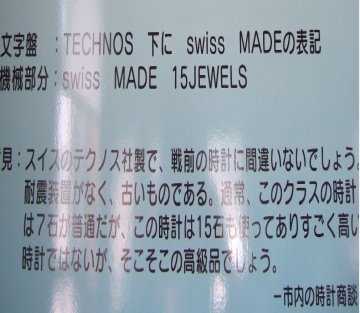 文字盤 ：TECHNOS 下に swiss MADEの表記
機械部分：swiss MADE 15JEWELS
見：スイスのテクノス社製で、戦前の時計に間違いないでしょう。
耐震装置がなく、古いものである。通常、このクラスの時計
は７石が普通だが、この時計は15石も使ってありすごく高い
時計ではないが、そこそこの高級品でしょう。
−市内の時計商談